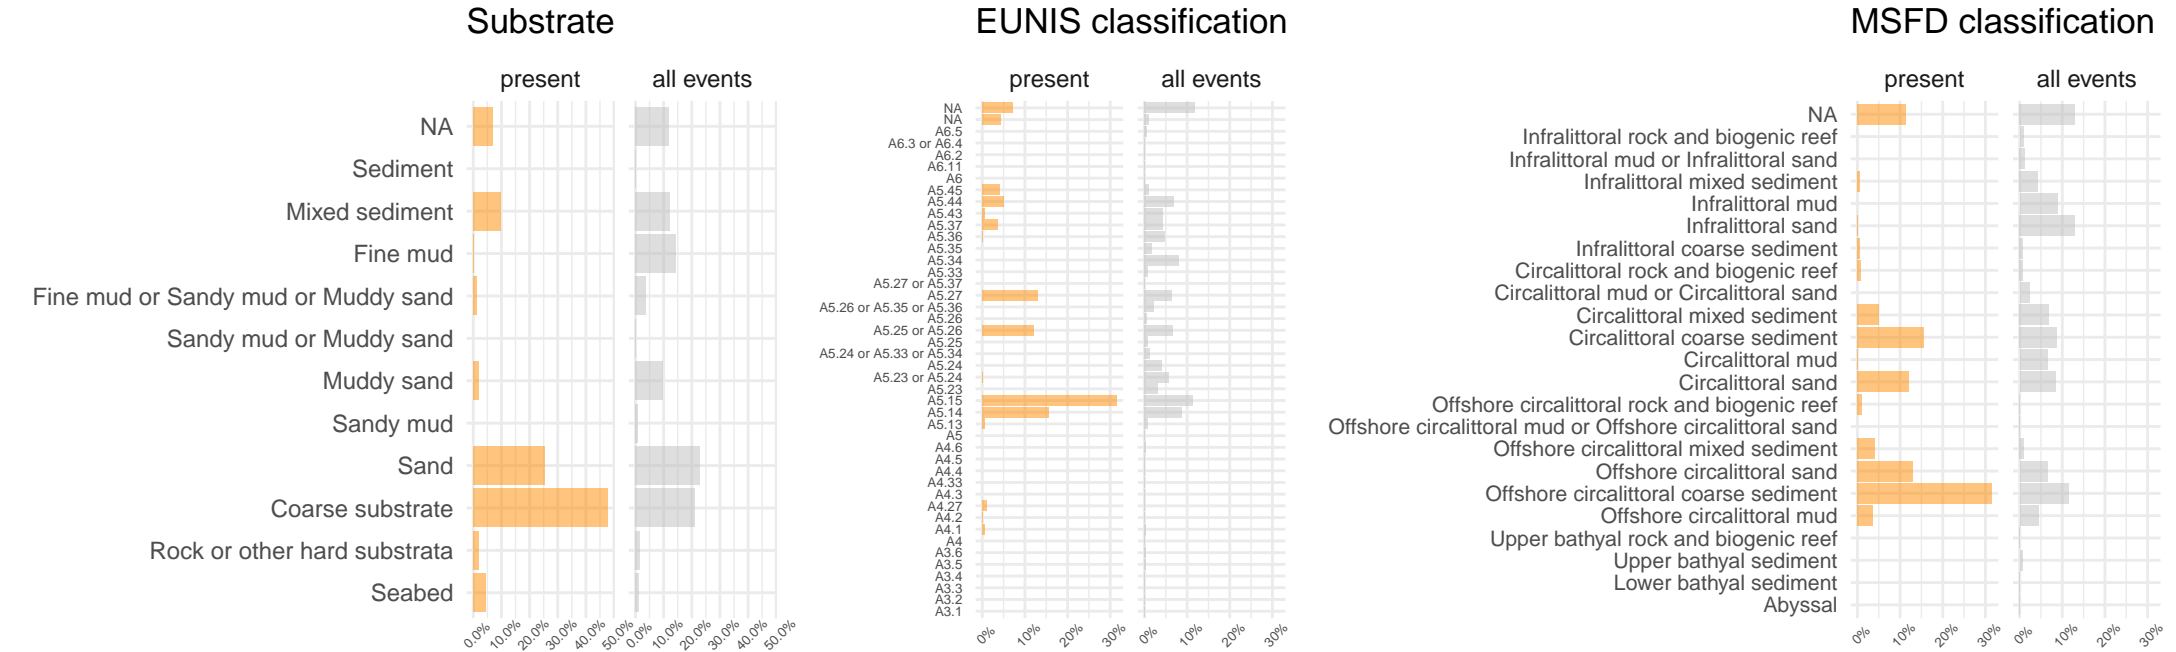 Substrate
present
all events
NA
Sediment
Mixed sediment
Fine mud
Fine mud or Sandy mud or Muddy sand
Sandy mud or Muddy sand
Muddy sand
Sandy mud
Sand
Coarse substrate
Rock or other hard substrata
Seabed
0.0%
10.0%
20.0%
30.0%
40.0%
50.0%
0.0%
10.0%
20.0%
30.0%
40.0%
50.0%
EUNIS classification
present
all events
NA
NA
A6.5
A6.3 or A6.4
A6.2
A6.11
A6
A5.45
A5.44
A5.43
A5.37
A5.36
A5.35
A5.34
A5.33
A5.27 or A5.37
A5.27
A5.26 or A5.35 or A5.36
A5.26
A5.25 or A5.26
A5.25
A5.24 or A5.33 or A5.34
A5.24
A5.23 or A5.24
A5.23
A5.15
A5.14
A5.13
A5
A4.6
A4.5
A4.4
A4.33
A4.3
A4.27
A4.2
A4.1
A4
A3.6
A3.5
A3.4
A3.3
A3.2
A3.1
0%
10%
20%
30%
0%
10%
20%
30%
MSFD classification
present
all events
NA
Infralittoral rock and biogenic reef
Infralittoral mud or Infralittoral sand
Infralittoral mixed sediment
Infralittoral mud
Infralittoral sand
Infralittoral coarse sediment
Circalittoral rock and biogenic reef
Circalittoral mud or Circalittoral sand
Circalittoral mixed sediment
Circalittoral coarse sediment
Circalittoral mud
Circalittoral sand
Offshore circalittoral rock and biogenic reef
Offshore circalittoral mud or Offshore circalittoral sand
Offshore circalittoral mixed sediment
Offshore circalittoral sand
Offshore circalittoral coarse sediment
Offshore circalittoral mud
Upper bathyal rock and biogenic reef
Upper bathyal sediment
Lower bathyal sediment
Abyssal
0%
10%
20%
30%
0%
10%
20%
30%